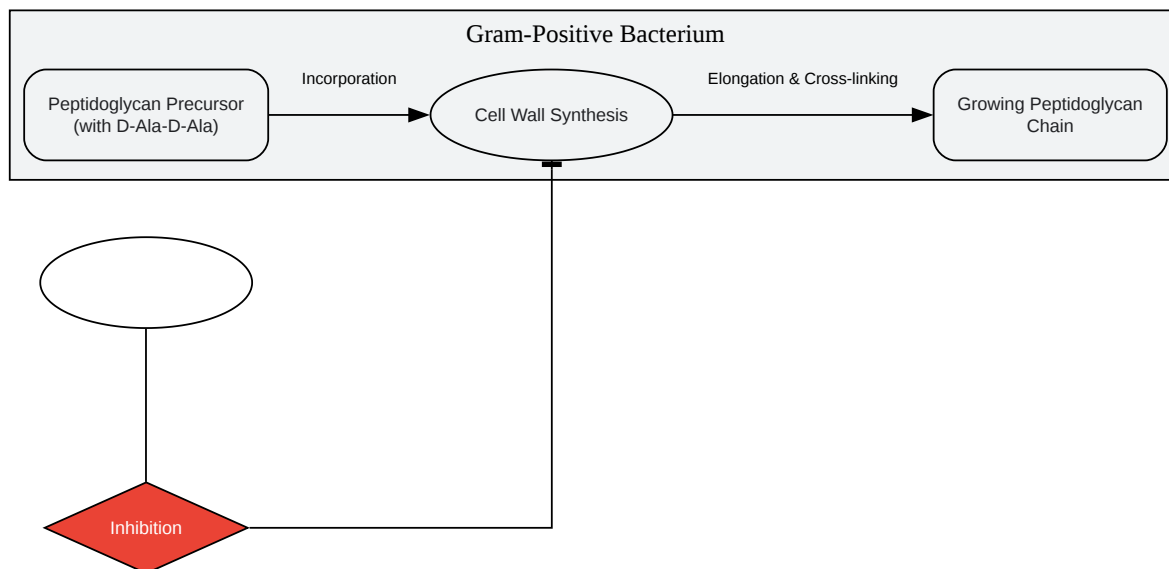 Gram-Positive Bacterium
Peptidoglycan Precursor
(with D-Ala-D-Ala)
Incorporation
Cell Wall Synthesis
Elongation & Cross-linking
Growing Peptidoglycan
Chain
Inhibition